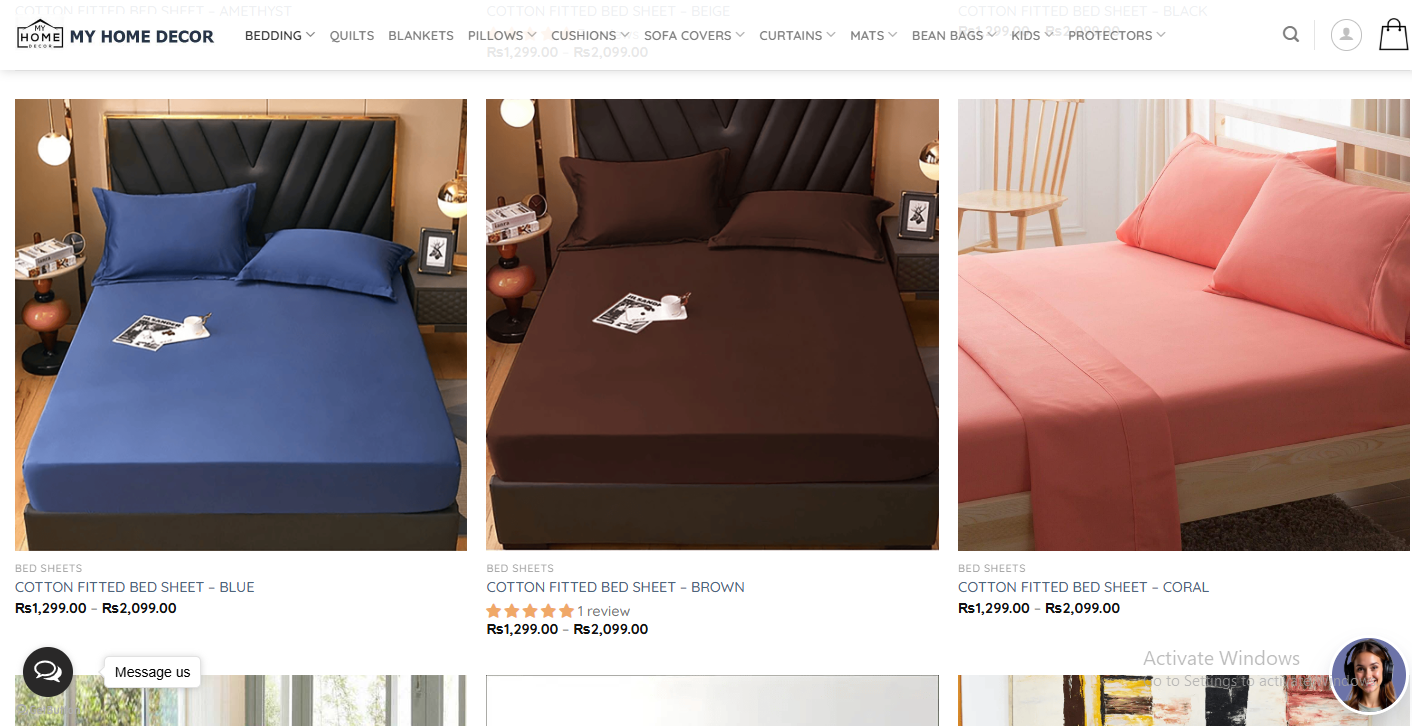 COTTON FITTED BED SHEET – AMETHYST
COTTON FITTED BED SHEET – BEIGE
COTTON FITTED BED SHEET – BLACK
MY
HOME
DECOR
MY HOME DECOR
BEDDING
QUILTS
BLANKETS
PILLOWS
CUSHIONS
SOFA COVERS
CURTAINS
MATS
BEAN BAGS
KIDS
PROTECTORS
₨1,299.00 – ₨2,099.00
BED SHEETS
COTTON FITTED BED SHEET – BLUE
₨1,299.00 – ₨2,099.00
BED SHEETS
COTTON FITTED BED SHEET – BROWN
1 review
₨1,299.00 – ₨2,099.00
BED SHEETS
COTTON FITTED BED SHEET – CORAL
₨1,299.00 – ₨2,099.00
Message us
Activate Windows
Go to Settings to activate Windows.